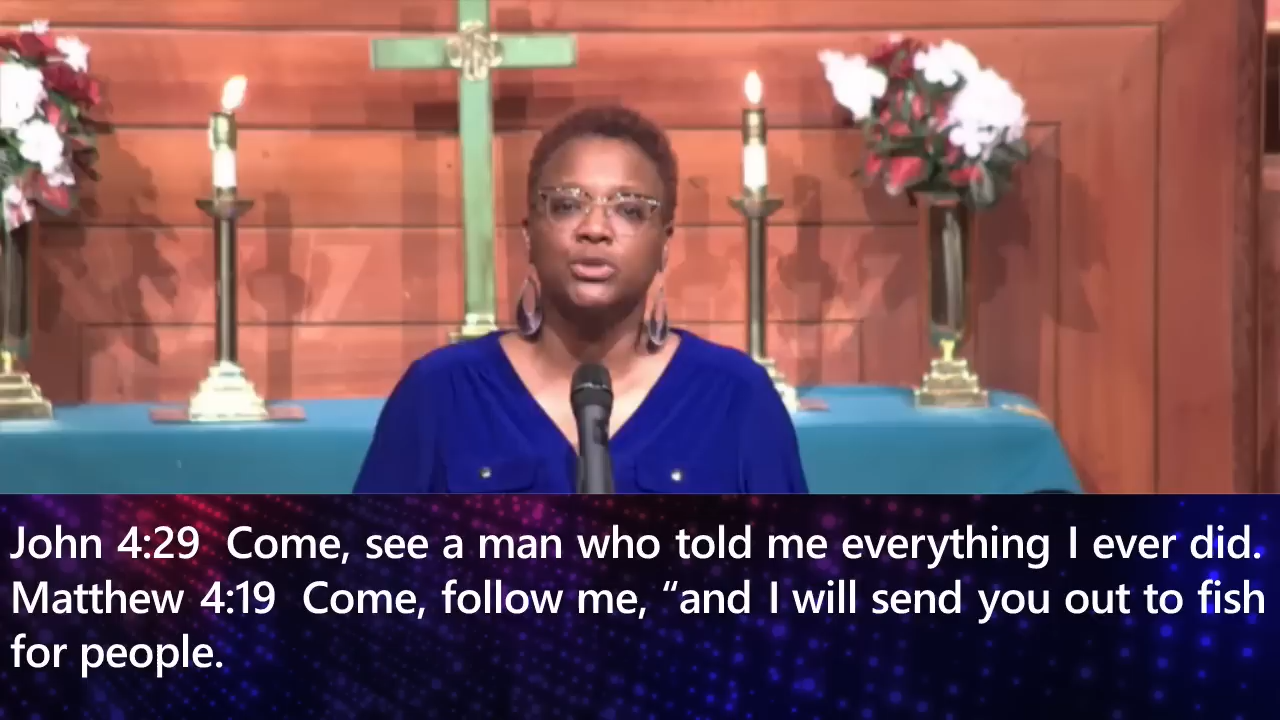 John 4:29  Come, see a man who told me everything I ever did.
Matthew 4:19  Come, follow me, “and I will send you out to fish
for people.